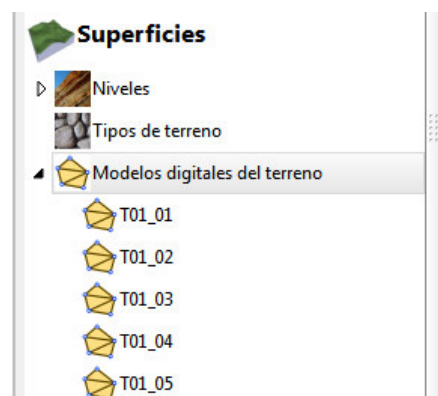 Superficies
Niveles
Tipos de terreno
Modelos digitales del terreno
T01_01
T01_02
T01_03
T01_04
T01_05